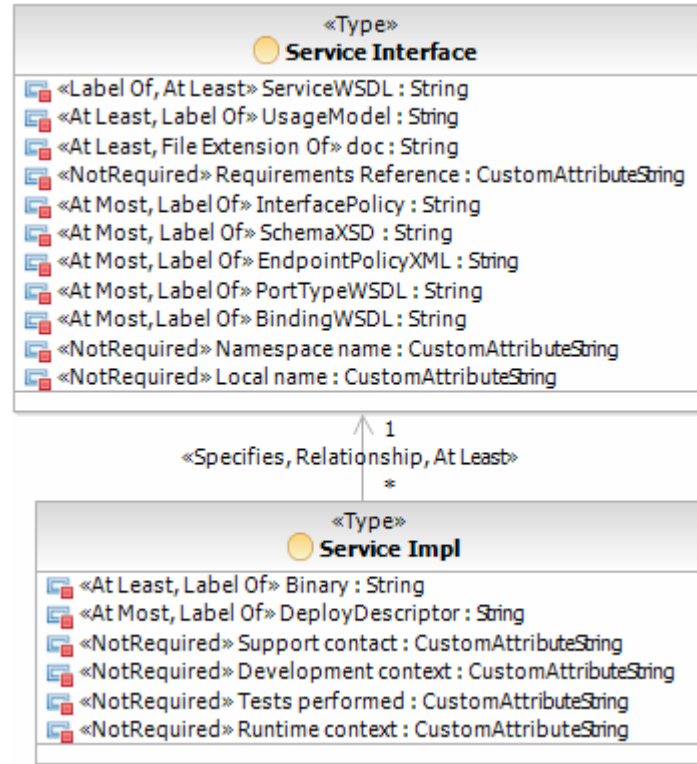 «Type»
Service Interface
«Label Of, At Least» ServiceWSDL : String
«At Least, Label Of» UsageModel : String
«At Least, File Extension Of» doc : String
«NotRequired» Requirements Reference : CustomAttributeString
«At Most, Label Of» InterfacePolicy : String
«At Most, Label Of» SchemaXSD : String
«At Most, Label Of» EndpointPolicyXML : String
«At Most, Label Of» PortTypeWSDL : String
«At Most, Label Of» BindingWSDL : String
«NotRequired» Namespace name : CustomAttributeString
«NotRequired» Local name : CustomAttributeString
1
«Specifies, Relationship, At Least»
*
«Type»
Service Impl
«At Least, Label Of» Binary : String
«At Most, Label Of» DeployDescriptor : String
«NotRequired» Support contact : CustomAttributeString
«NotRequired» Development context : CustomAttributeString
«NotRequired» Tests performed : CustomAttributeString
«NotRequired» Runtime context : CustomAttributeString